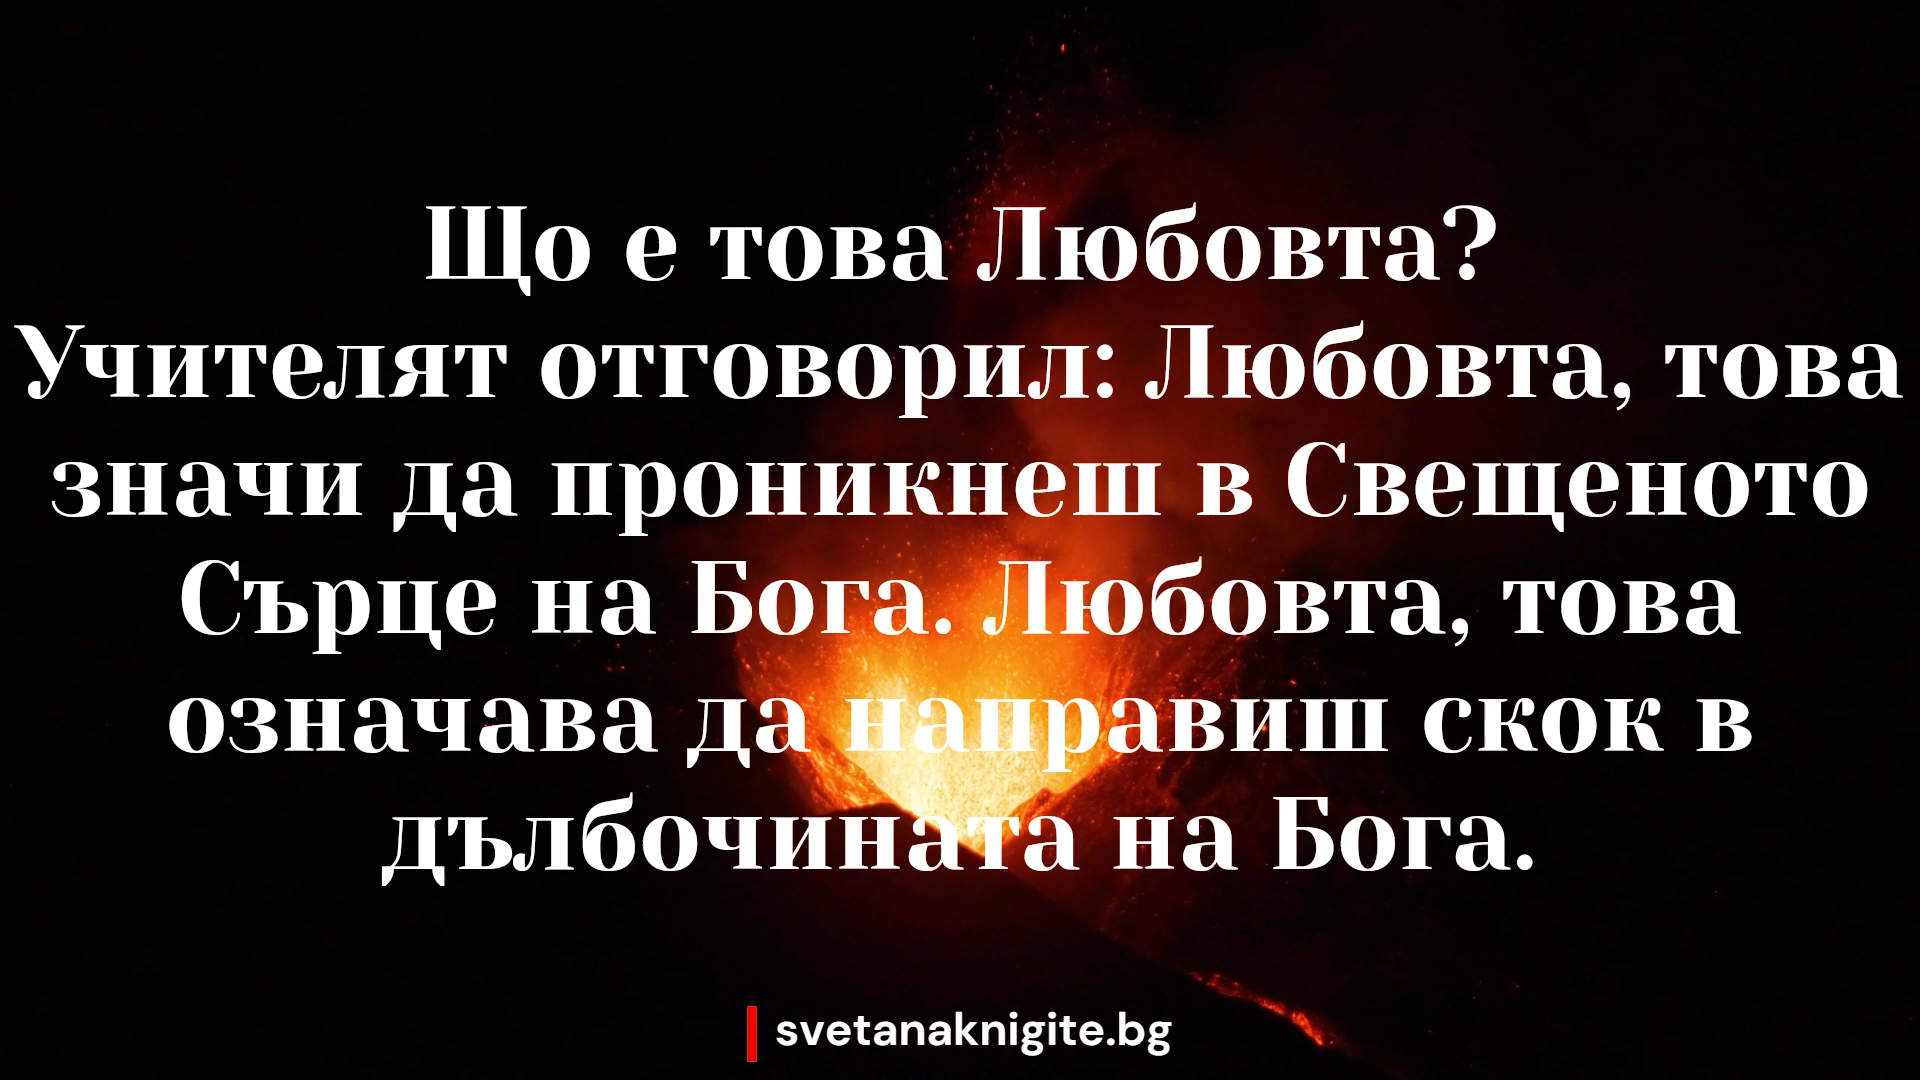 Що е това Любовта?
Учителят отговорил: Любовта, това
значи да проникнеш в Свещеното
Сърце на Бога. Любовта, това
означава да направиш скок в
дълбочината на Бога.
svetanaknigite.bg